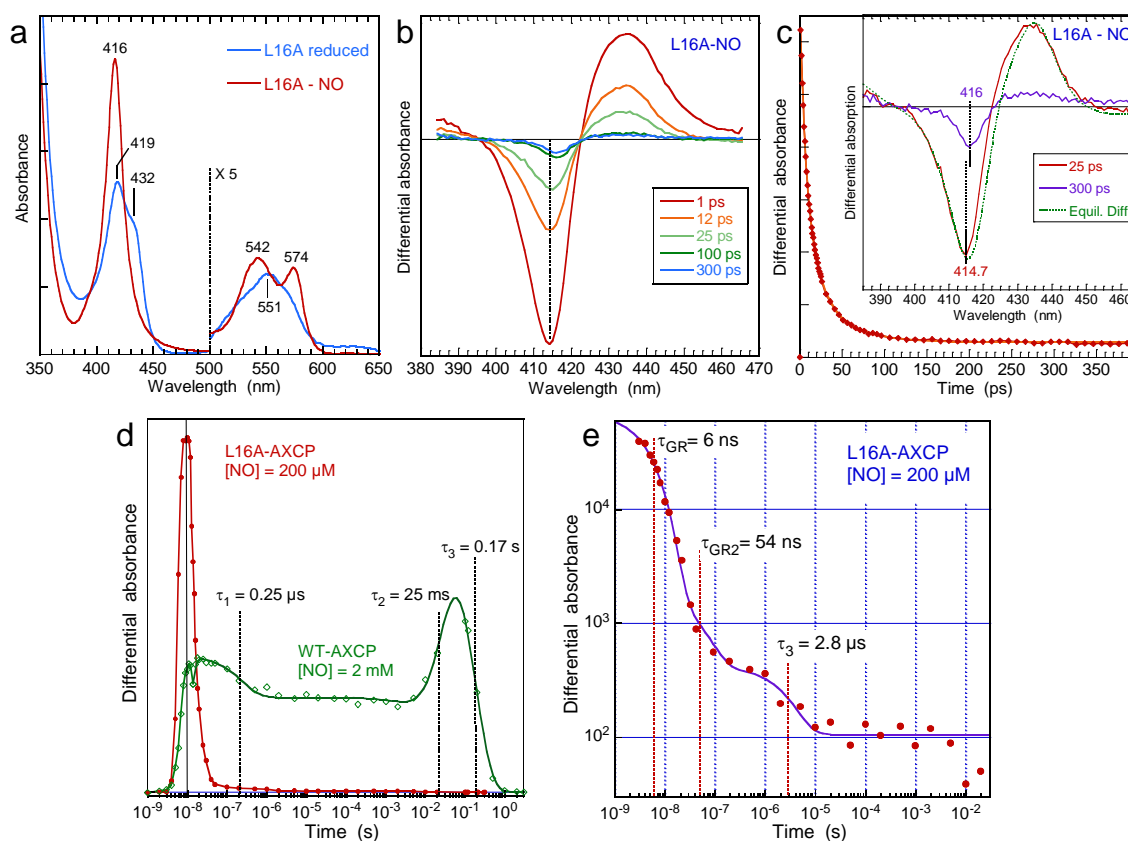 a
L16A reduced
L16A - NO
416
419
432
X 5
542
574
551
Absorbance
350 400 450 500 550 600 650
Wavelength (nm)
b
L16A-NO
Differential absorbance
1 ps
12 ps
25 ps
100 ps
300 ps
380 390 400 410 420 430 440 450 460 470
Wavelength (nm)
c
L16A - NO
416
Differential absorption
25 ps
300 ps
Equil. Diff
414.7
390 400 410 420 430 440 450 460
Wavelength (nm)
Differential absorbance
0 50 100 150 200 250 300 350
Time (ps)
d
L16A-AXCP
[NO] = 200 µM
τ3 = 0.17 s
τ1 = 0.25 µs
τ2 = 25 ms
WT-AXCP
[NO] = 2 mM
Differential absorbance
10-9 10-8 10-7 10-6 10-5 10-4 10-3 10-2 10-1 100
Time (s)
e
τGR = 6 ns
L16A-AXCP
[NO] = 200 µM
104
τGR2 = 54 ns
103
τ3 = 2.8 µs
102
Differential absorbance
10-9 10-8 10-7 10-6 10-5 10-4 10-3 10-2
Time (s)